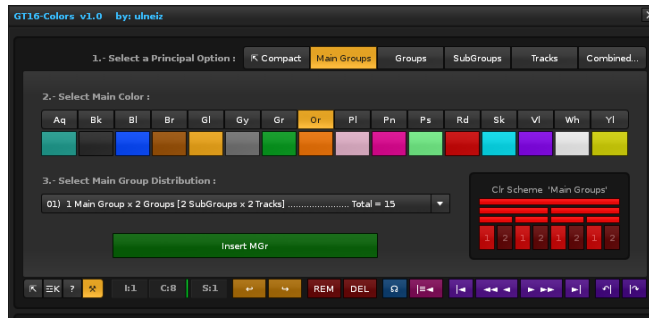 GT16-Colors v1.0 by: ulneiz
1.- Select a Principal Option : Compact Main Groups Groups SubGroups Tracks Combined...
2.- Select Main Color :
Aq Bk Bl Br Gl Gy Gr Or Pl Pn Ps Rd Sk Vl Wh Yl
3.- Select Main Group Distribution :
Clr Scheme 'Main Groups'
01) 1 Main Group x 2 Groups [2 SubGroups x 2 Tracks] ...................... Total = 15
1 2 1 2 1 2 1 2
Insert MGr
K ? I:1 C:8 S:1 REM DEL Ω